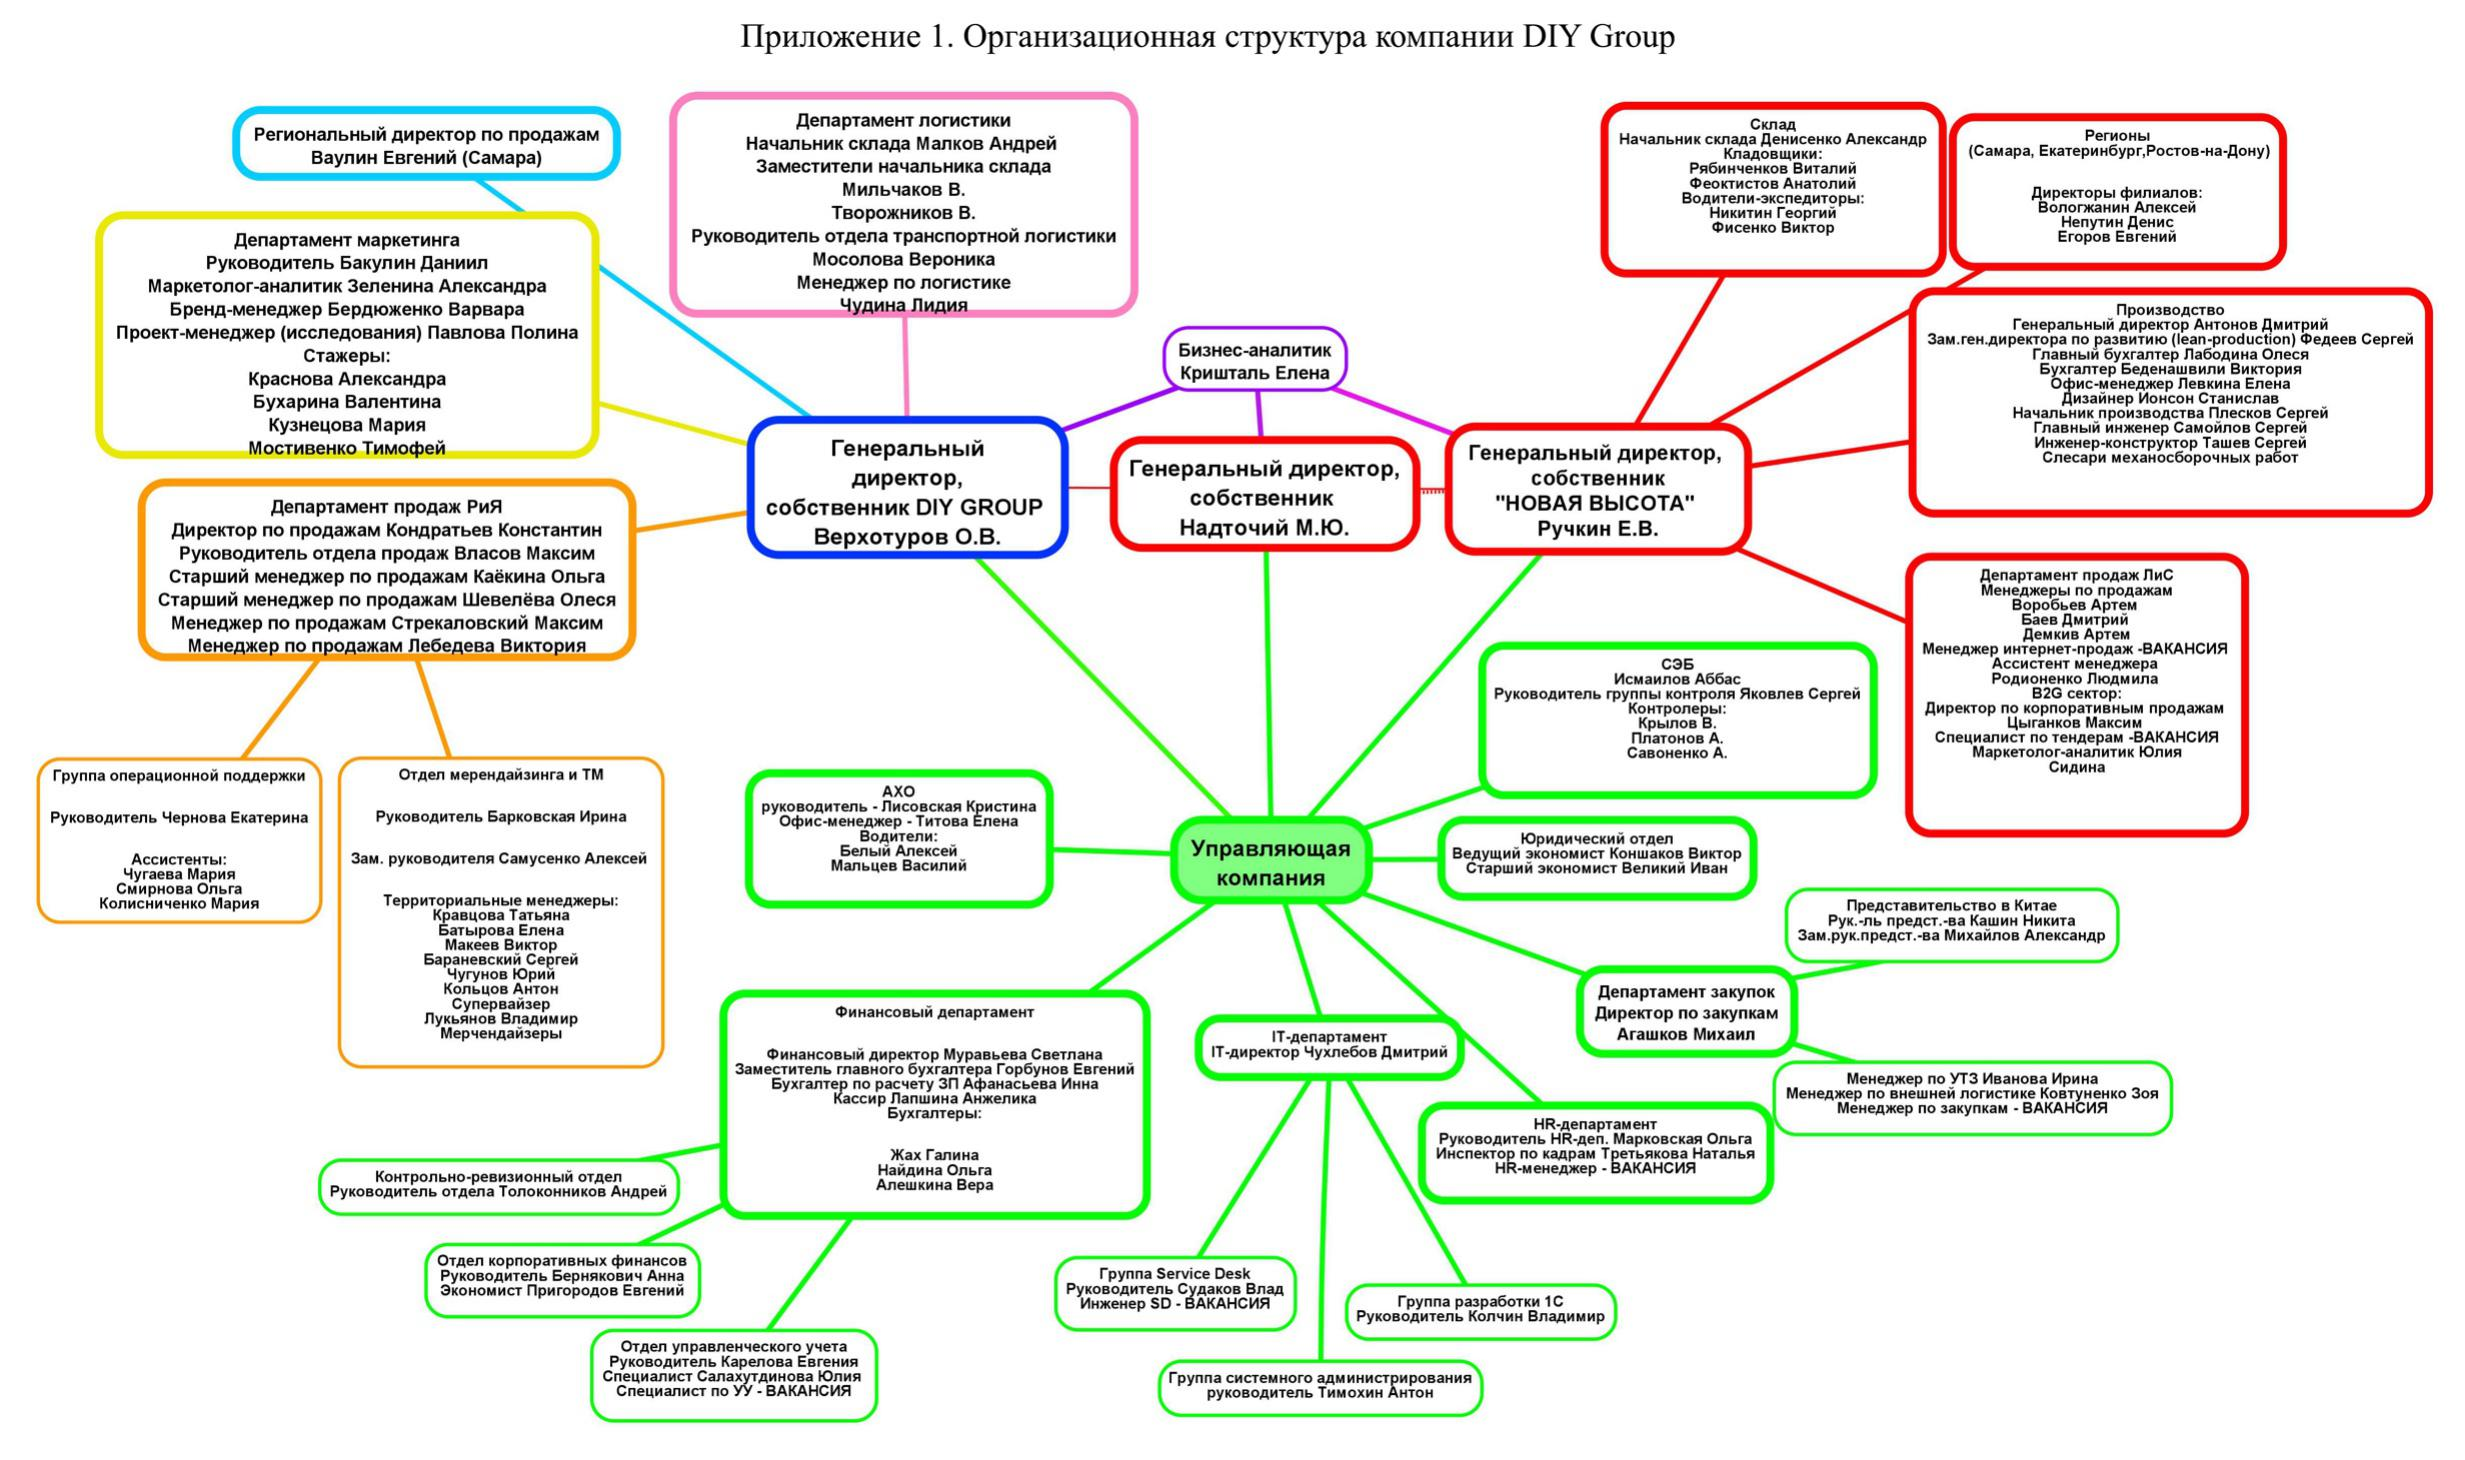 Приложение 1. Организационная структура компании DIY Group
Региональный директор по продажам
Ваулин Евгений (Самара)
Департамент логистики
Начальник склада Малков Андрей
Заместители начальника склада
Мильчаков В.
Творожников В.
Руководитель отдела транспортной логистики
Мосолова Вероника
Менеджер по логистике
Чудина Лидия
Склад
Начальник склада Денисенко Александр
Кладовщики:
Рябинченков Виталий
Феоктистов Анатолий
Водители-экспедиторы:
Никитин Георгий
Фисенко Виктор
Регионы
(Самара, Екатеринбург,Ростов-на-Дону)
Директоры филиалов:
Вологжанин Алексей
Непутин Денис
Егоров Евгений
Департамент маркетинга
Руководитель Бакулин Даниил
Маркетолог-аналитик Зеленина Александра
Бренд-менеджер Бердюженко Варвара
Проект-менеджер (исследования) Павлова Полина
Стажеры:
Краснова Александра
Бухарина Валентина
Кузнецова Мария
Мостивенко Тимофей
Бизнес-аналитик
Кришталь Елена
Производство
Генеральный директор Антонов Дмитрий
Зам.ген.директора по развитию (lean-production) Федеев Сергей
Главный бухгалтер Лабодина Олеся
Бухгалтер Беденашвили Виктория
Офис-менеджер Левкина Елена
Дизайнер Ионсон Станислав
Начальник производства Плесков Сергей
Главный инженер Самойлов Сергей
Инженер-конструктор Ташев Сергей
Слесари механосборочных работ
Генеральный
директор,
собственник DIY GROUP
Верхотуров О.В.
Генеральный директор,
собственник
Надточий М.Ю.
Генеральный директор,
собственник
"НОВАЯ ВЫСОТА"
Ручкин Е.В.
Департамент продаж РиЯ
Директор по продажам Кондратьев Константин
Руководитель отдела продаж Власов Максим
Старший менеджер по продажам Каёкина Ольга
Старший менеджер по продажам Шевелёва Олеся
Менеджер по продажам Стрекаловский Максим
Менеджер по продажам Лебедева Виктория
Департамент продаж ЛиС
Менеджеры по продажам
Воробьев Артем
Баев Дмитрий
Демкив Артем
Менеджер интернет-продаж -ВАКАНСИЯ
Ассистент менеджера
Родионенко Людмила
B2G сектор:
Директор по корпоративным продажам
Цыганков Максим
Специалист по тендерам -ВАКАНСИЯ
Маркетолог-аналитик Юлия
Сидина
СЭБ
Исмаилов Аббас
Руководитель группы контроля Яковлев Сергей
Контролеры:
Крылов В.
Платонов А.
Савоненко А.
Группа операционной поддержки
Руководитель Чернова Екатерина
Ассистенты:
Чугаева Мария
Смирнова Ольга
Колисниченко Мария
Отдел мерендайзинга и ТМ
Руководитель Барковская Ирина
Зам. руководителя Самусенко Алексей
Территориальные менеджеры:
Кравцова Татьяна
Батырова Елена
Макеев Виктор
Бараневский Сергей
Чугунов Юрий
Кольцов Антон
Супервайзер
Лукьянов Владимир
Мерчендайзеры
АХО
руководитель - Лисовская Кристина
Офис-менеджер - Титова Елена
Водители:
Белый Алексей
Мальцев Василий
Управляющая
компания
Юридический отдел
Ведущий экономист Коншаков Виктор
Старший экономист Великий Иван
Представительство в Китае
Рук.-ль предст.-ва Кашин Никита
Зам.рук.предст.-ва Михайлов Александр
Департамент закупок
Директор по закупкам
Агашков Михаил
Менеджер по УТЗ Иванова Ирина
Менеджер по внешней логистике Ковтуненко Зоя
Менеджер по закупкам - ВАКАНСИЯ
Финансовый департамент
Финансовый директор Муравьева Светлана
Заместитель главного бухгалтера Горбунов Евгений
Бухгалтер по расчету ЗП Афанасьева Инна
Кассир Лапшина Анжелика
Бухгалтеры:
Жах Галина
Найдина Ольга
Алешкина Вера
IT-департамент
IT-директор Чухлебов Дмитрий
HR-департамент
Руководитель HR-деп. Марковская Ольга
Инспектор по кадрам Третьякова Наталья
HR-менеджер - ВАКАНСИЯ
Контрольно-ревизионный отдел
Руководитель отдела Толоконников Андрей
Отдел корпоративных финансов
Руководитель Бернякович Анна
Экономист Пригородов Евгений
Отдел управленческого учета
Руководитель Карелова Евгения
Специалист Салахутдинова Юлия
Специалист по УУ - ВАКАНСИЯ
Группа Service Desk
Руководитель Судаков Влад
Инженер SD - ВАКАНСИЯ
Группа разработки 1С
Руководитель Колчин Владимир
Группа системного администрирования
руководитель Тимохин Антон